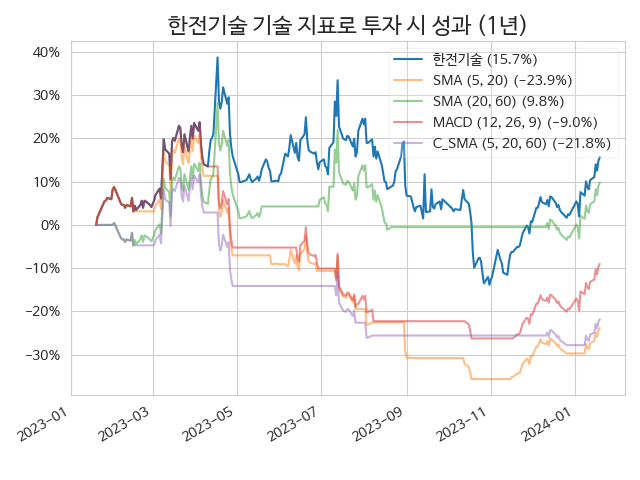 한전기술 기술 지표로 투자 시 성과 (1년)
40%
30%
20%
10%
0%
−10%
−20%
−30%
한전기술 (15.7%)
SMA (5, 20) (−23.9%)
SMA (20, 60) (9.8%)
MACD (12, 26, 9) (−9.0%)
C_SMA (5, 20, 60) (−21.8%)
2023−01
2023−03
2023−05
2023−07
2023−09
2023−11
2024−01